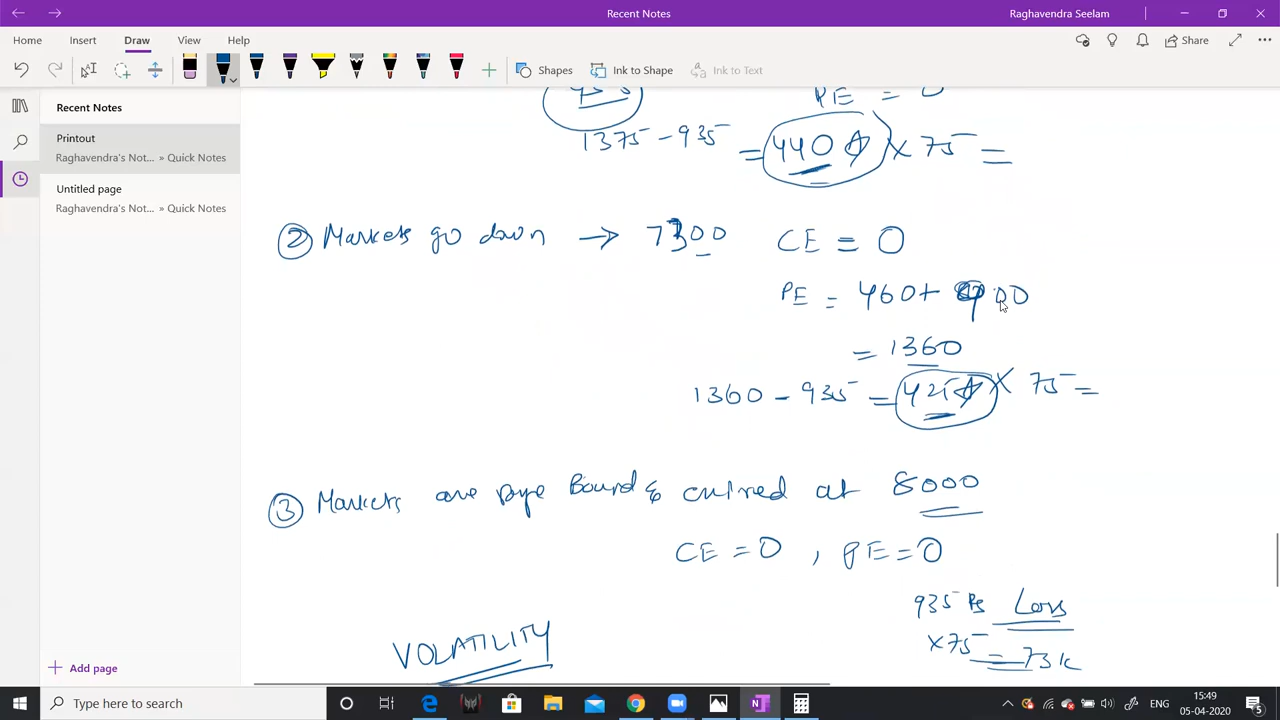 Recent Notes
Raghavendra Seelam
Home Insert Draw View Help
Share
Shapes
Ink to Shape
Ink to Text
Recent Notes
Printout
Raghavendra's Not... » Quick Notes
Untitled page
Raghavendra's Not... » Quick Notes
Add page
935
PE = 0
1375 - 935 = 440 × 75 =
② Markets go down → 7300 CE = 0
PE = 460 + 900
= 1360
1360 - 935 = 425 × 75 =
③ Markets are Bound & at 8000
CE = 0 , PE = 0
935 Rs Loss
×75 = 73k
VOLATILITY
Type here to search
15:49
ENG
05-04-2020